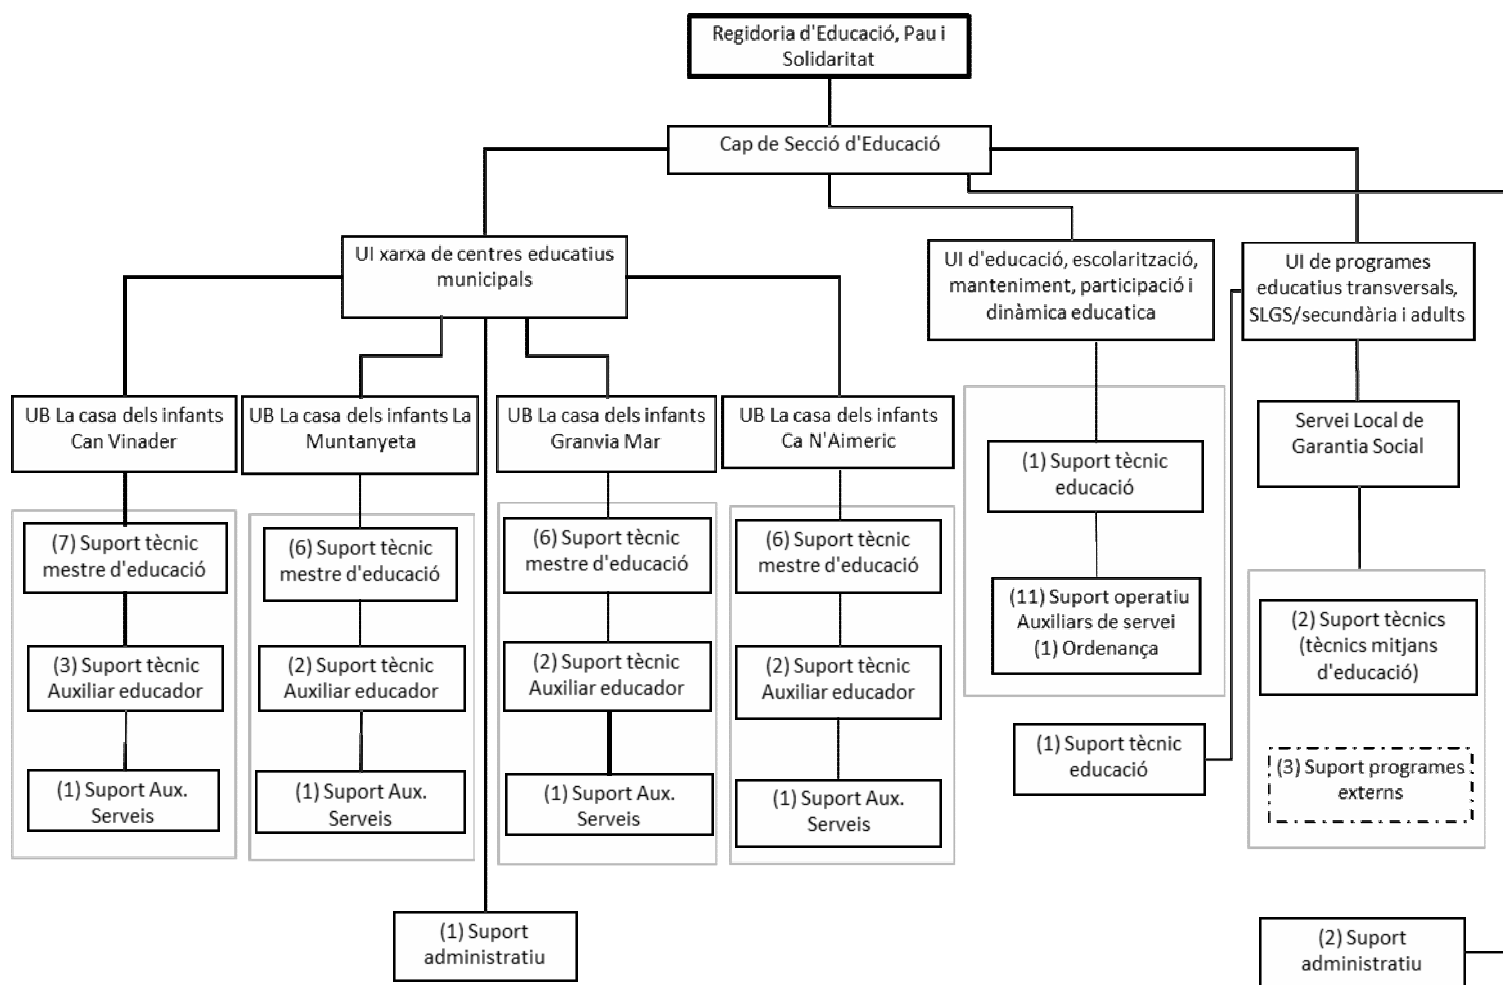 Regidoria d'Educació, Pau i
Solidaritat
Cap de Secció d'Educació
UI xarxa de centres educatius
municipals
UI d'educació, escolarització,
manteniment, participació i
dinàmica educatica
UI de programes
educatius transversals,
SLGS/secundària i adults
UB La casa dels infants
Can Vinader
UB La casa dels infants La
Muntanyeta
UB La casa dels infants
Granvia Mar
UB La casa dels infants
Ca N'Aimeric
Servei Local de
Garantia Social
(7) Suport tècnic
mestre d'educació
(6) Suport tècnic
mestre d'educació
(6) Suport tècnic
mestre d'educació
(6) Suport tècnic
mestre d'educació
(1) Suport tècnic
educació
(3) Suport tècnic
Auxiliar educador
(2) Suport tècnic
Auxiliar educador
(2) Suport tècnic
Auxiliar educador
(2) Suport tècnic
Auxiliar educador
(11) Suport operatiu
Auxiliars de servei
(1) Ordenança
(2) Suport tècnics
(tècnics mitjans
d'educació)
(1) Suport Aux.
Serveis
(1) Suport Aux.
Serveis
(1) Suport Aux.
Serveis
(1) Suport Aux.
Serveis
(1) Suport tècnic
educació
(3) Suport programes
externs
(1) Suport
administratiu
(2) Suport
administratiu